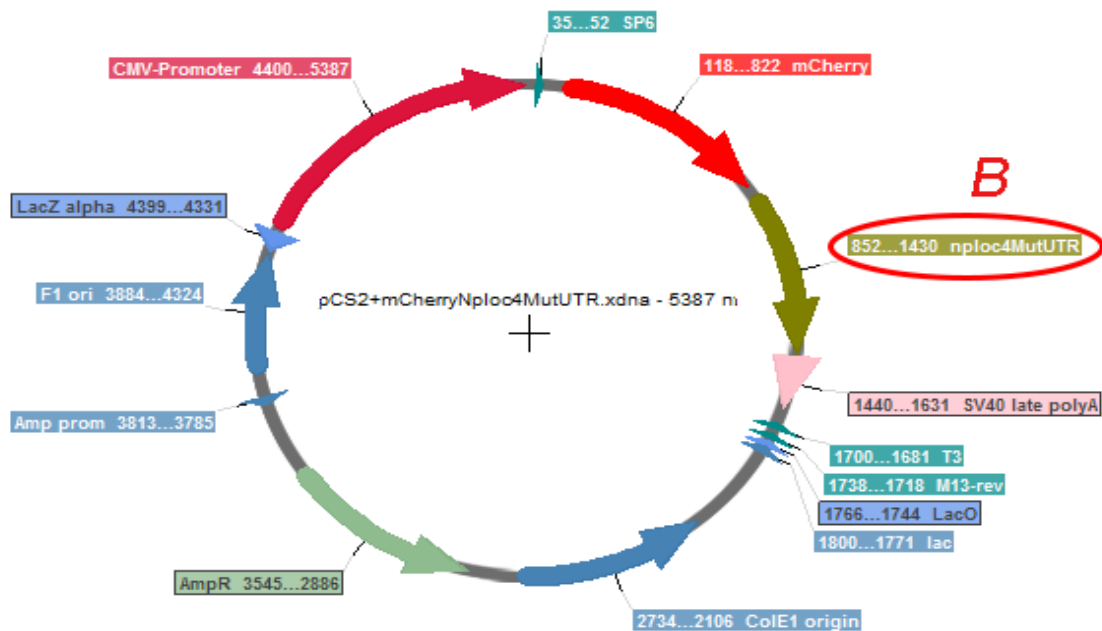 35...52 SP6
CMV-Promoter 4400...5387
118...822 mCherry
B
LacZ alpha 4399...4331
852...1430 nploc4MutUTR
F1 ori 3884...4324
pCS2+mCherryNploc4MutUTR.xdna - 5387 n
1440...1631 SV40 late polyA
Amp prom 3813...3785
1700...1681 T3
1738...1718 M13-rev
1766...1744 LacO
1800...1771 lac
AmpR 3545...2886
2734...2106 ColE1 origin